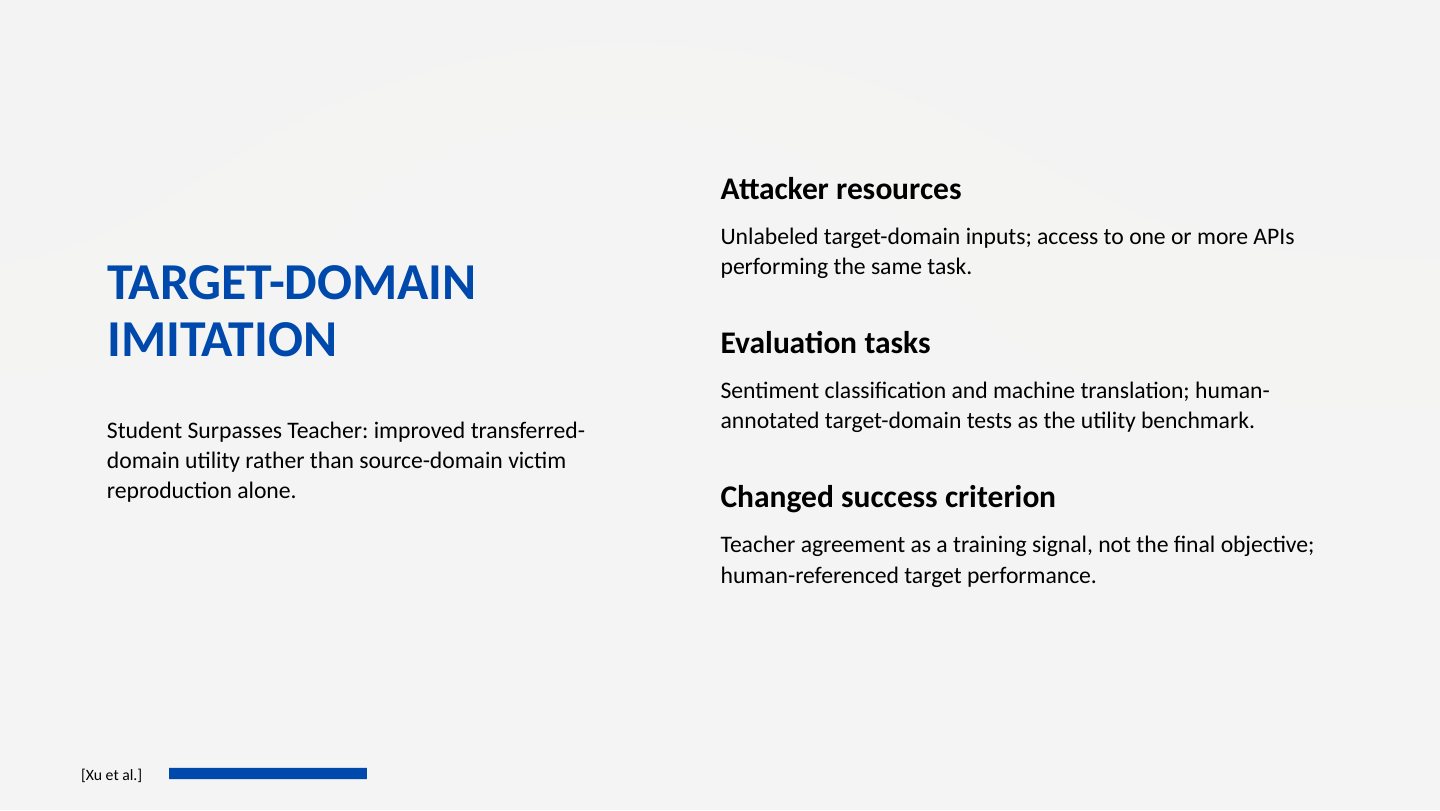 TARGET-DOMAIN
IMITATION
Student Surpasses Teacher: improved transferred-
domain utility rather than source-domain victim
reproduction alone.
Attacker resources
Unlabeled target-domain inputs; access to one or more APIs
performing the same task.
Evaluation tasks
Sentiment classification and machine translation; human-
annotated target-domain tests as the utility benchmark.
Changed success criterion
Teacher agreement as a training signal, not the final objective;
human-referenced target performance.
[Xu et al.]